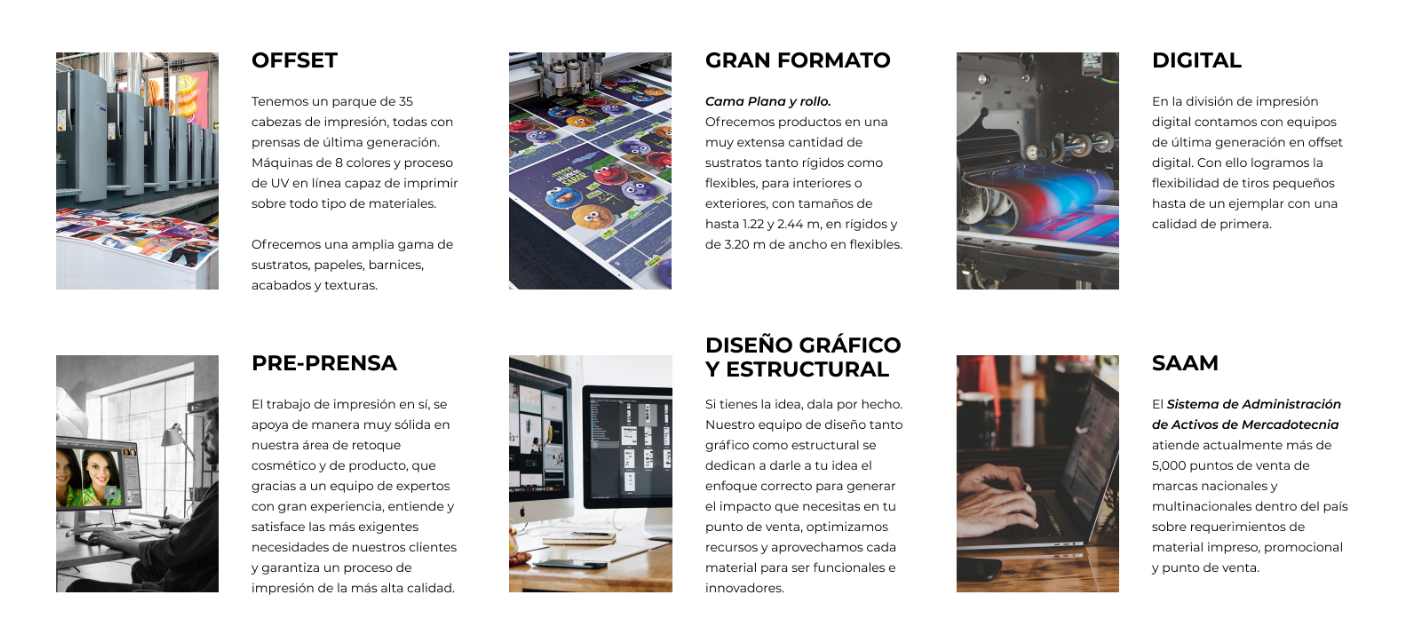 OFFSET
Tenemos un parque de 35
cabezas de impresión, todas con
prensas de última generación.
Máquinas de 8 colores y proceso
de UV en línea capaz de imprimir
sobre todo tipo de materiales.
Ofrecemos una amplia gama de
sustratos, papeles, barnices,
acabados y texturas.
GRAN FORMATO
Cama Plana y rollo.
Ofrecemos productos en una
muy extensa cantidad de
sustratos tanto rígidos como
flexibles, para interiores o
exteriores, con tamaños de
hasta 1.22 y 2.44 m, en rígidos y
de 3.20 m de ancho en flexibles.
DIGITAL
En la división de impresión
digital contamos con equipos
de última generación en offset
digital. Con ello logramos la
flexibilidad de tiros pequeños
hasta de un ejemplar con una
calidad de primera.
PRE-PRENSA
El trabajo de impresión en sí, se
apoya de manera muy sólida en
nuestra área de retoque
cosmético y de producto, que
gracias a un equipo de expertos
con gran experiencia, entiende y
satisface las más exigentes
necesidades de nuestros clientes
y garantiza un proceso de
impresión de la más alta calidad.
DISEÑO GRÁFICO
Y ESTRUCTURAL
Si tienes la idea, dala por hecho.
Nuestro equipo de diseño tanto
gráfico como estructural se
dedican a darle a tu idea el
enfoque correcto para generar
el impacto que necesitas en tu
punto de venta, optimizamos
recursos y aprovechamos cada
material para ser funcionales e
innovadores.
SAAM
El Sistema de Administración
de Activos de Mercadotecnia
atiende actualmente más de
5,000 puntos de venta de
marcas nacionales y
multinacionales dentro del país
sobre requerimientos de
material impreso, promocional
y punto de venta.